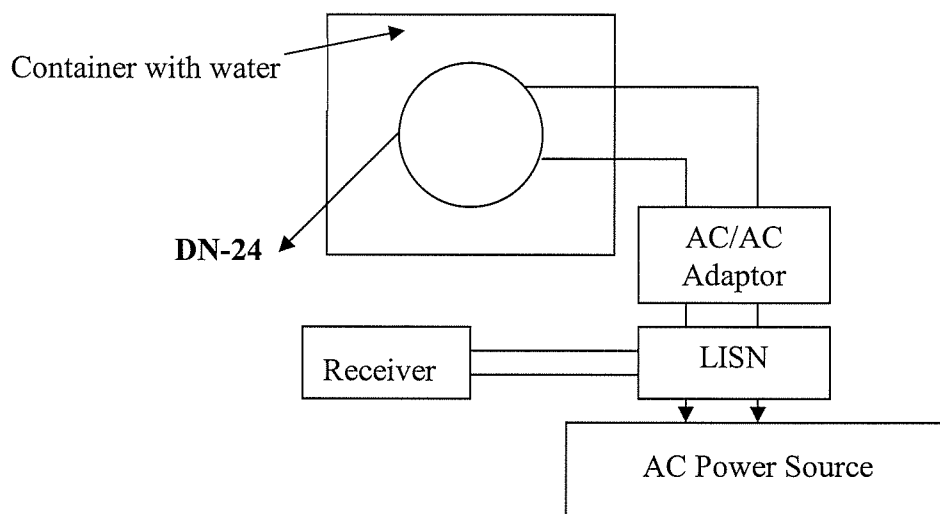 Container with water
DN-24
AC/AC
Adaptor
LISN
Receiver
AC Power Source